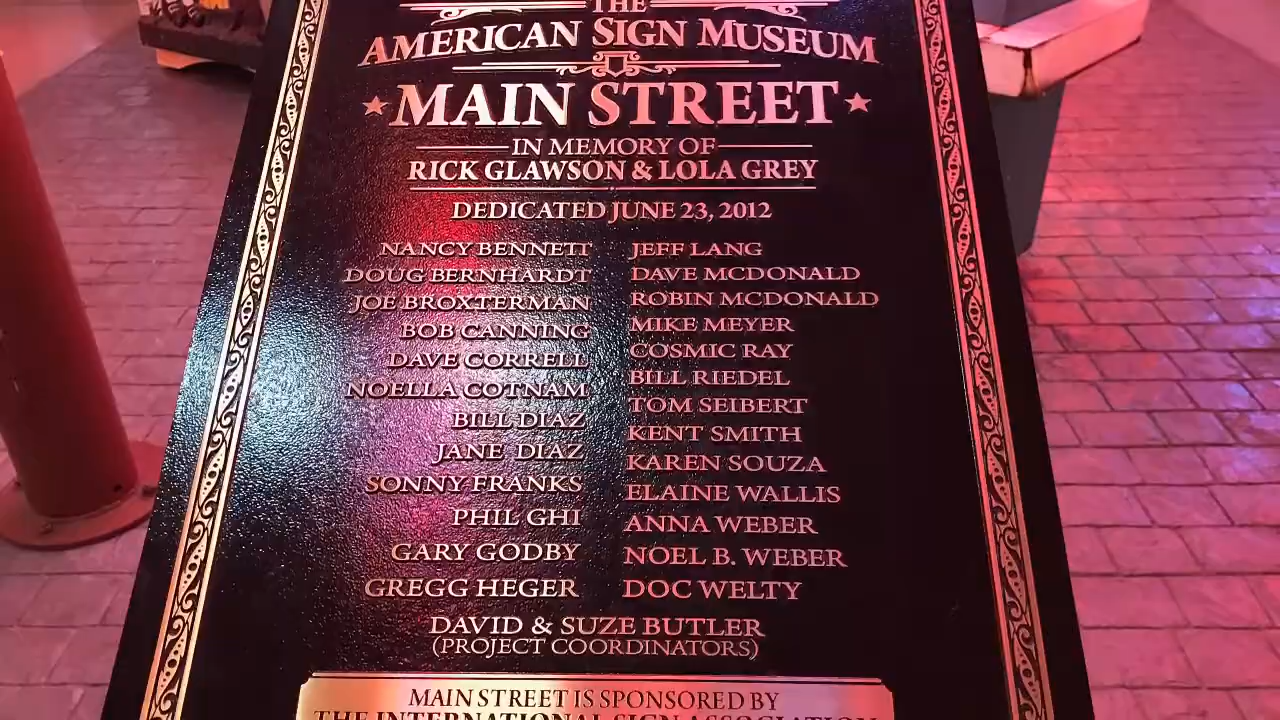 THE
AMERICAN SIGN MUSEUM
MAIN STREET
IN MEMORY OF
RICK GLAWSON & LOLA GREY
DEDICATED JUNE 23, 2012
NANCY BENNETT JEFF LANG
DOUG BERNHARDT DAVE MCDONALD
JOE BROXTERMAN ROBIN MCDONALD
BOB CANNING MIKE MEYER
DAVE CORRELL COSMIC RAY
NOELLA COTNAM BILL RIEDEL
BILL DIAZ TOM SEIBERT
JANE DIAZ KENT SMITH
SONNY FRANKS KAREN SOUZA
PHIL GHI ELAINE WALLIS
GARY GODBY ANNA WEBER
GREGG HEGER NOEL B. WEBER
DOC WELTY
DAVID & SUZE BUTLER
(PROJECT COORDINATORS)
MAIN STREET IS SPONSORED BY
THE INTERNATIONAL SIGN ASSOCIATION